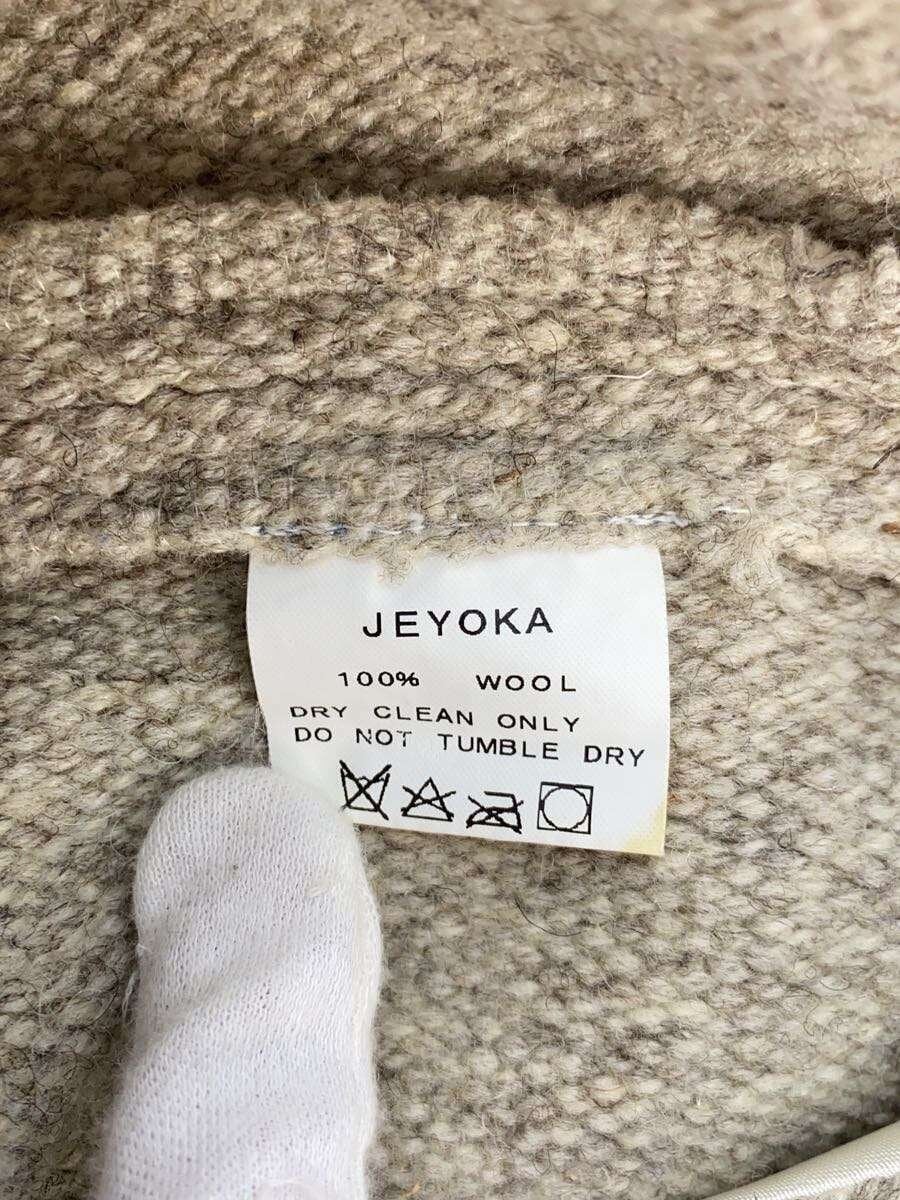 JEYOKA
100% WOOL
DRY CLEAN ONLY
DO NOT TUMBLE DRY